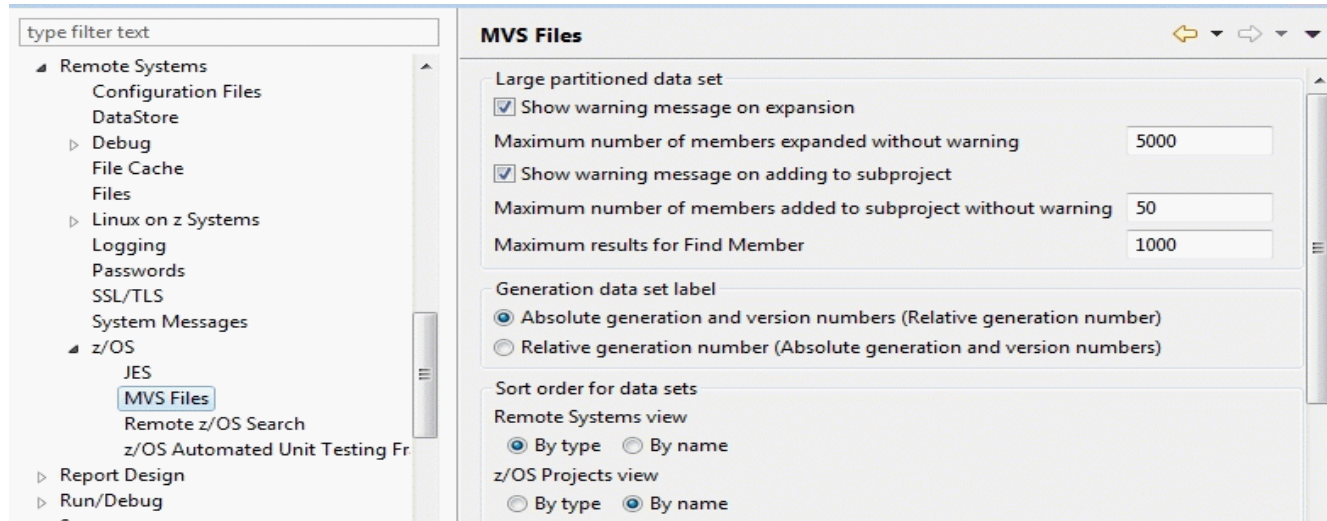 type filter text
Remote Systems
Configuration Files
DataStore
Debug
File Cache
Files
Linux on z Systems
Logging
Passwords
SSL/TLS
System Messages
z/OS
JES
MVS Files
Remote z/OS Search
z/OS Automated Unit Testing Fr
Report Design
Run/Debug
MVS Files
Large partitioned data set
Show warning message on expansion
Maximum number of members expanded without warning 5000
Show warning message on adding to subproject
Maximum number of members added to subproject without warning 50
Maximum results for Find Member 1000
Generation data set label
Absolute generation and version numbers (Relative generation number)
Relative generation number (Absolute generation and version numbers)
Sort order for data sets
Remote Systems view
By type By name
z/OS Projects view
By type By name